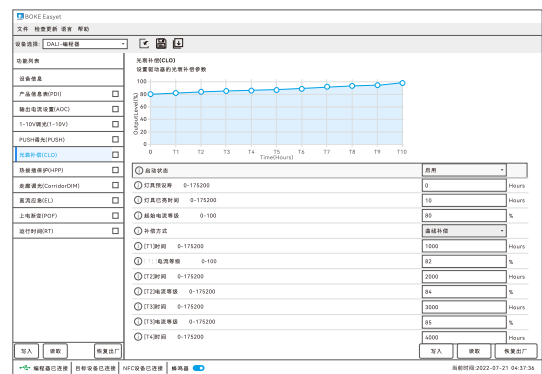 BOKE Easyet
文件 检查更新 语言 帮助
设备选择: DALI-编程器
功能列表
设备信息
产品信息表(PDI)
输出电流设置(AOC)
1-10V调光(1-10V)
PUSH调光(PUSH)
光衰补偿(CLO)
热插拔保护(HPP)
走廊调光(CorridorDIM)
直流应急(EL)
上电渐变(POF)
运行时间(RT)
写入 读取 恢复出厂
光衰补偿(CLO)
设置驱动器的光衰补偿参数
OutputLevel(%)
100
80
60
40
20
0
0 T1 T2 T3 T4 T5 T6 T7 T8 T9 T10
Time(Hours)
启动状态 启用
灯具预设寿 0-175200 0 Hours
灯具已亮时间 0-175200 10 Hours
起始电流等级 0-100 80 %
补偿方式 曲线补偿
[T1]时间 0-175200 1000 Hours
电流等级 0-100 82 %
[T2]时间 0-175200 2000 Hours
[T2]电流等级 0-175200 84 %
[T3]时间 0-175200 3000 Hours
[T3]电流等级 0-175200 85 %
[T4]时间 0-175200 4000 Hours
写入 读取 恢复出厂
编程器已连接 目标设备已连接 NFC设备已连接 蜂鸣器 当前时间:2022-07-21 04:37:36